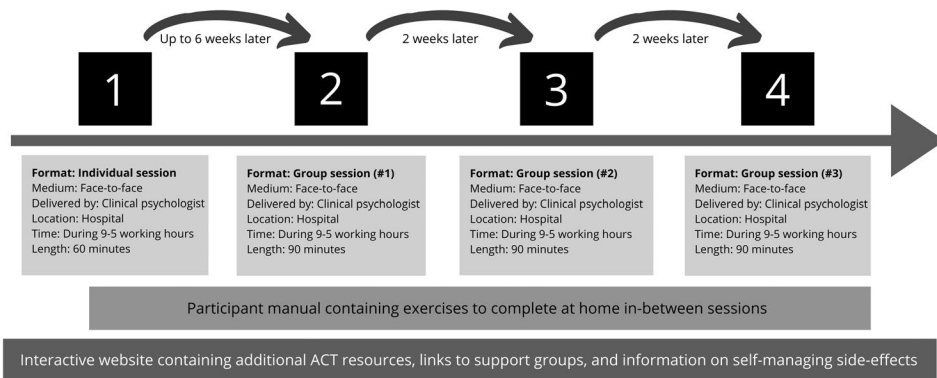 Up to 6 weeks later
2 weeks later
2 weeks later
1
2
3
4
Format: Individual session
Medium: Face-to-face
Delivered by: Clinical psychologist
Location: Hospital
Time: During 9-5 working hours
Length: 60 minutes
Format: Group session (#1)
Medium: Face-to-face
Delivered by: Clinical psychologist
Location: Hospital
Time: During 9-5 working hours
Length: 90 minutes
Format: Group session (#2)
Medium: Face-to-face
Delivered by: Clinical psychologist
Location: Hospital
Time: During 9-5 working hours
Length: 90 minutes
Format: Group session (#3)
Medium: Face-to-face
Delivered by: Clinical psychologist
Location: Hospital
Time: During 9-5 working hours
Length: 90 minutes
Participant manual containing exercises to complete at home in-between sessions
Interactive website containing additional ACT resources, links to support groups, and information on self-managing side-effects